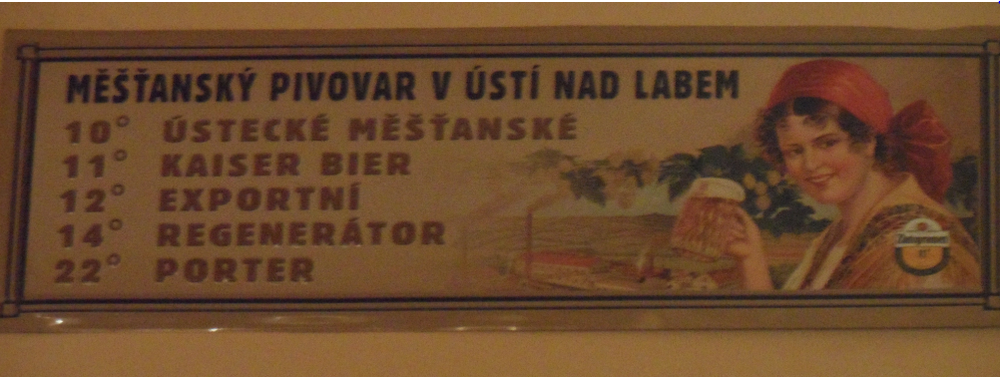 MĚŠŤANSKÝ PIVOVAR V ÚSTÍ NAD LABEM
10° ÚSTECKÉ MĚŠŤANSKÉ
11° KAISER BIER
12° EXPORTNÍ
14° REGENERÁTOR
22° PORTER